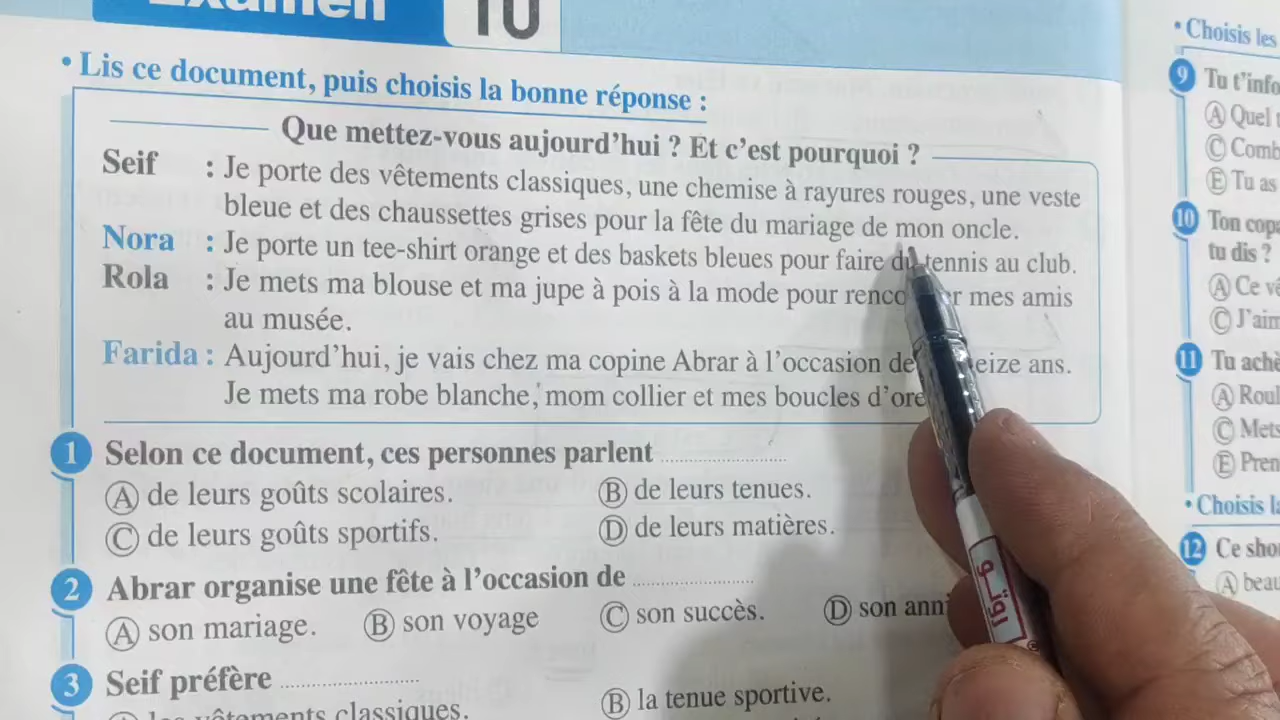 Examen 10
• Lis ce document, puis choisis la bonne réponse :
Que mettez-vous aujourd'hui ? Et c'est pourquoi ?
Seif : Je porte des vêtements classiques, une chemise à rayures rouges, une veste
bleue et des chaussettes grises pour la fête du mariage de mon oncle.
Nora : Je porte un tee-shirt orange et des baskets bleues pour faire du tennis au club.
Rola : Je mets ma blouse et ma jupe à pois à la mode pour mes amis
au musée.
Farida : Aujourd'hui, je vais chez ma copine Abrar à l'occasion de ans.
Je mets ma robe blanche, mom collier et mes boucles
1 Selon ce document, ces personnes parlent
A de leurs goûts scolaires. B de leurs tenues.
C de leurs goûts sportifs. D de leurs matières.
2 Abrar organise une fête à l'occasion de
A son mariage. B son voyage C son succès. D son
3 Seif préfère
vêtements classiques. B la tenue sportive.
• Choisis les
9 Tu t'info
A Quel
C Comb
E Tu as
10 Ton copa
tu dis ?
A Ce vê
C J'aim
11 Tu achè
A Roul
C Mets
E Pren
• Choisis la
12 Ce sho
A beau
روتو